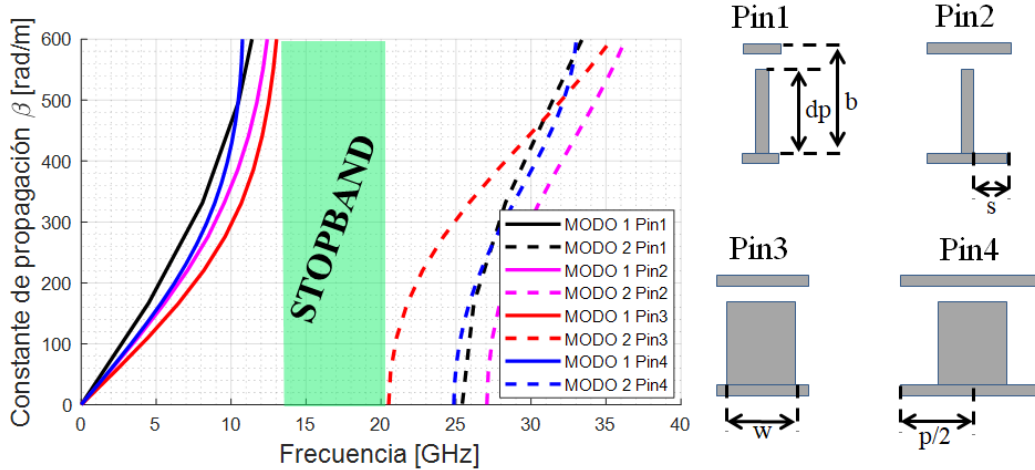 Constante de propagación β [rad/m]
600
500
400
300
200
100
0
STOPBAND
MODO 1 Pin1
MODO 2 Pin1
MODO 1 Pin2
MODO 2 Pin2
MODO 1 Pin3
MODO 2 Pin3
MODO 1 Pin4
MODO 2 Pin4
0 5 10 15 20 25 30 35 40
Frecuencia [GHz]
Pin1
dp
b
Pin2
s
Pin3
w
Pin4
p/2